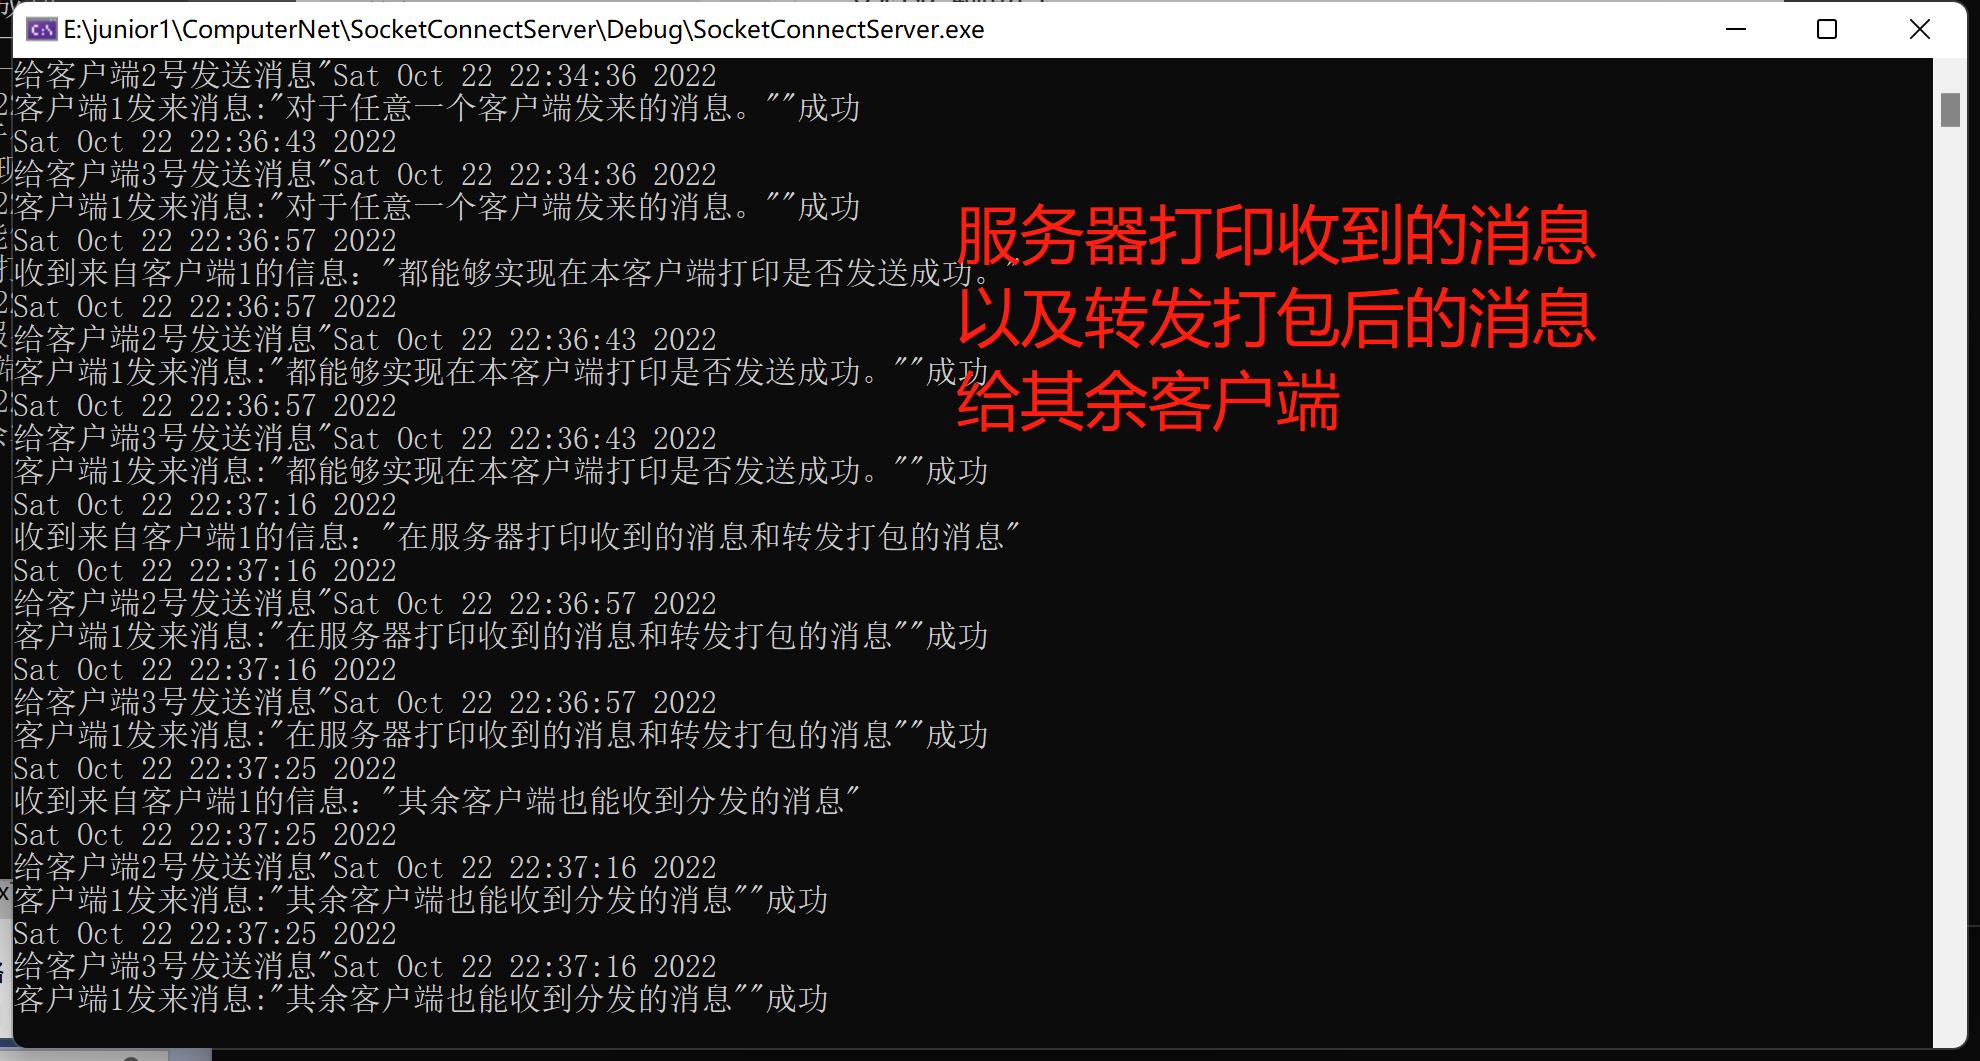 E:\junior1\ComputerNet\SocketConnectServer\Debug\SocketConnectServer.exe
给客户端2号发送消息"Sat Oct 22 22:34:36 2022
客户端1发来消息:"对于任意一个客户端发来的消息。""成功
Sat Oct 22 22:36:43 2022
给客户端3号发送消息"Sat Oct 22 22:34:36 2022
客户端1发来消息:"对于任意一个客户端发来的消息。""成功
Sat Oct 22 22:36:57 2022
收到来自客户端1的信息："都能够实现在本客户端打印是否发送成功。"
Sat Oct 22 22:36:57 2022
给客户端2号发送消息"Sat Oct 22 22:36:43 2022
客户端1发来消息:"都能够实现在本客户端打印是否发送成功。""成功
Sat Oct 22 22:36:57 2022
给客户端3号发送消息"Sat Oct 22 22:36:43 2022
客户端1发来消息:"都能够实现在本客户端打印是否发送成功。""成功
Sat Oct 22 22:37:16 2022
收到来自客户端1的信息："在服务器打印收到的消息和转发打包的消息"
Sat Oct 22 22:37:16 2022
给客户端2号发送消息"Sat Oct 22 22:36:57 2022
客户端1发来消息:"在服务器打印收到的消息和转发打包的消息""成功
Sat Oct 22 22:37:16 2022
给客户端3号发送消息"Sat Oct 22 22:36:57 2022
客户端1发来消息:"在服务器打印收到的消息和转发打包的消息""成功
Sat Oct 22 22:37:25 2022
收到来自客户端1的信息："其余客户端也能收到分发的消息"
Sat Oct 22 22:37:25 2022
给客户端2号发送消息"Sat Oct 22 22:37:16 2022
客户端1发来消息:"其余客户端也能收到分发的消息""成功
Sat Oct 22 22:37:25 2022
给客户端3号发送消息"Sat Oct 22 22:37:16 2022
客户端1发来消息:"其余客户端也能收到分发的消息""成功
服务器打印收到的消息
以及转发打包后的消息
给其余客户端